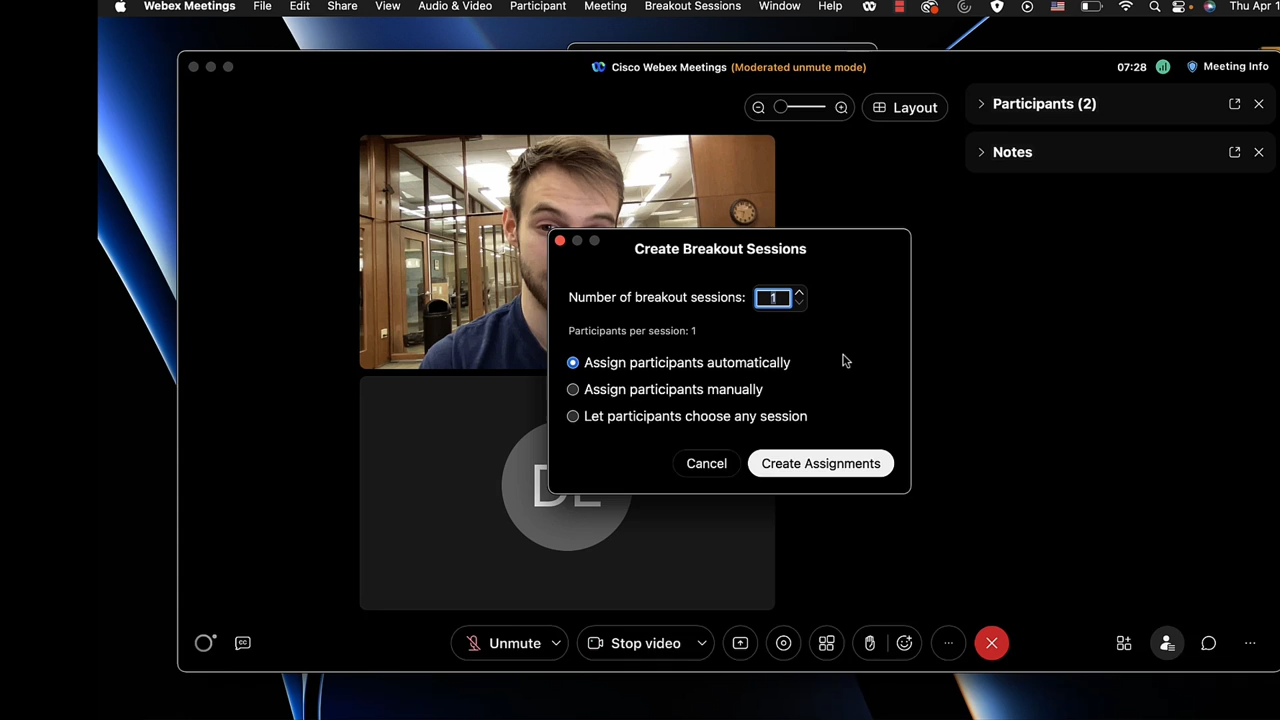 Webex Meetings File Edit Share View Audio & Video Participant Meeting Breakout Sessions Window Help Thu Apr 1
Cisco Webex Meetings (Moderated unmute mode)
07:28 Meeting Info
Layout
Participants (2)
Notes
Create Breakout Sessions
Number of breakout sessions: 1
Participants per session: 1
Assign participants automatically
Assign participants manually
Let participants choose any session
Cancel Create Assignments
CC Unmute Stop video